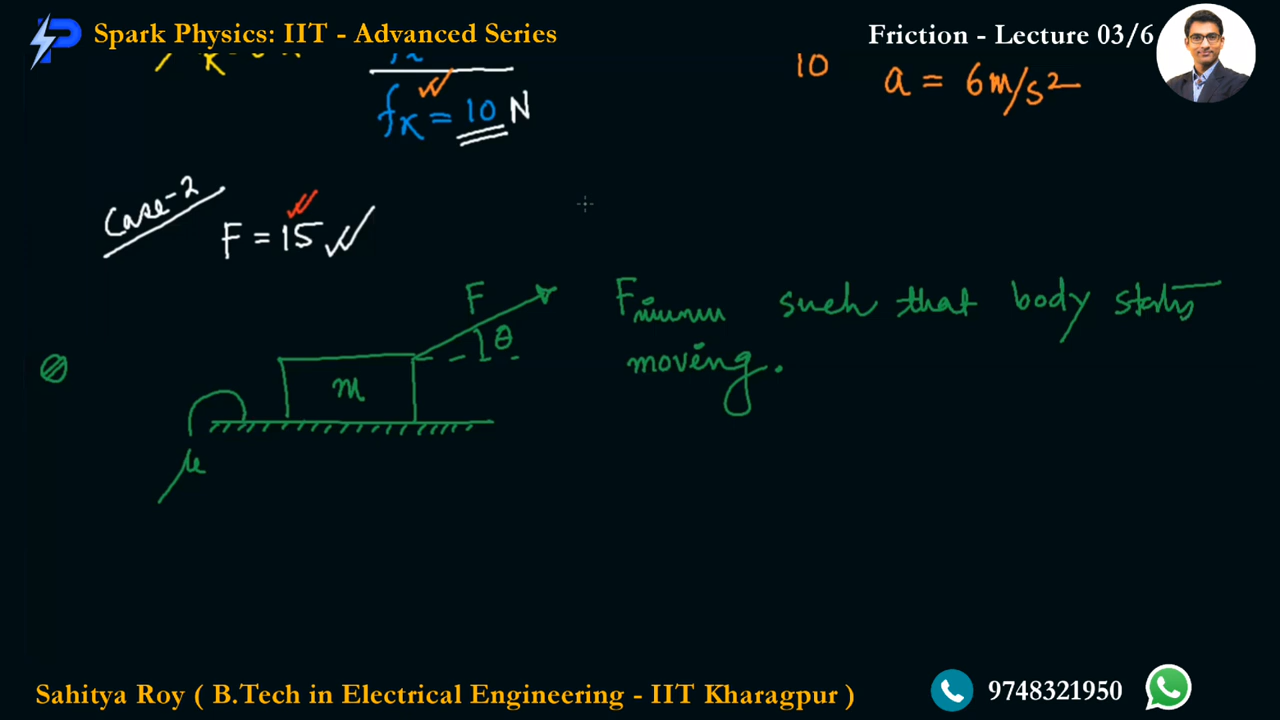 Spark Physics: IIT - Advanced Series
Friction - Lecture 03/6
10
a = 6m/s²
fK = 10 N
Case-2
F = 15
F
θ
m
μ
Fminimum such that body starts
moving.
Sahitya Roy ( B.Tech in Electrical Engineering - IIT Kharagpur )
9748321950